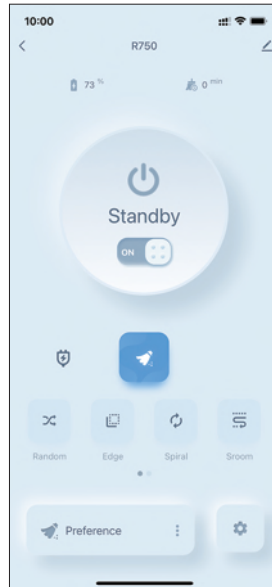 10:00
R750
73 %
0 min
Standby
ON
Random Edge Spiral Sroom
Preference